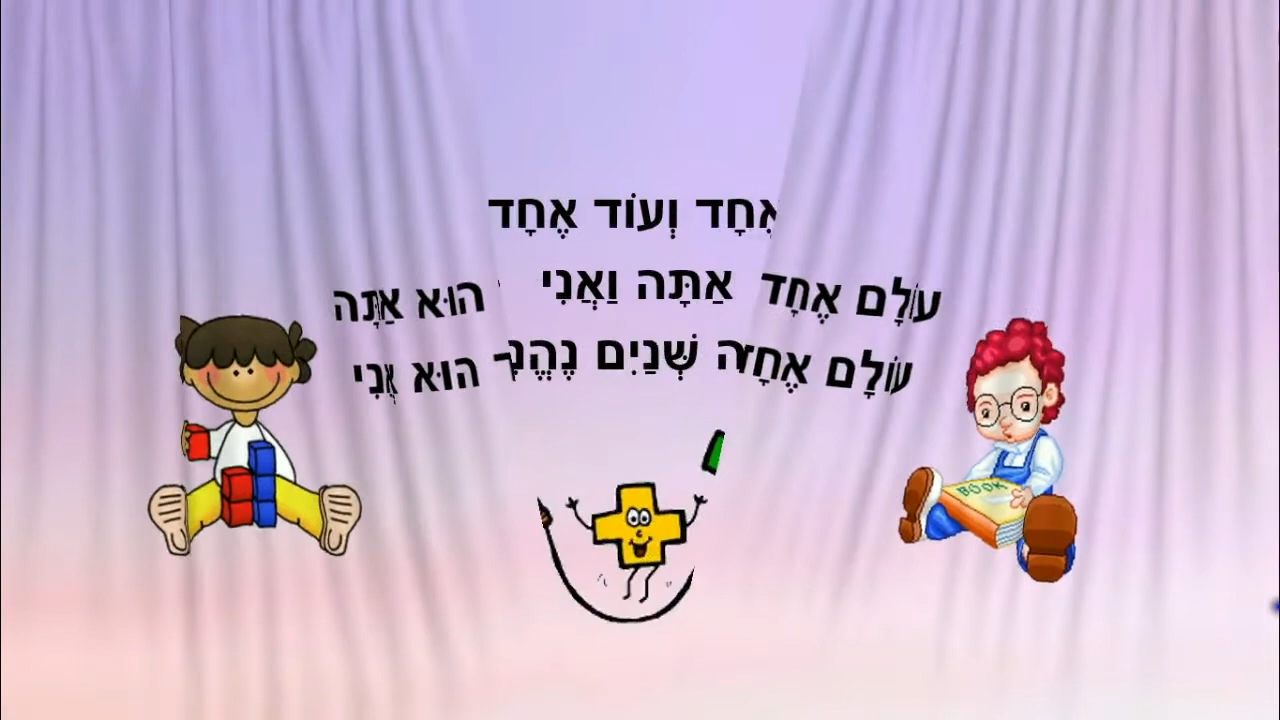 עוֹלָם אֶחָד הוּא אַתָּה
עוֹלָם אֶחָד הוּא אֲנִי
אֶחָד וְעוֹד אֶחָד
אַתָּה וַאֲנִי
שְּׁנַיִם